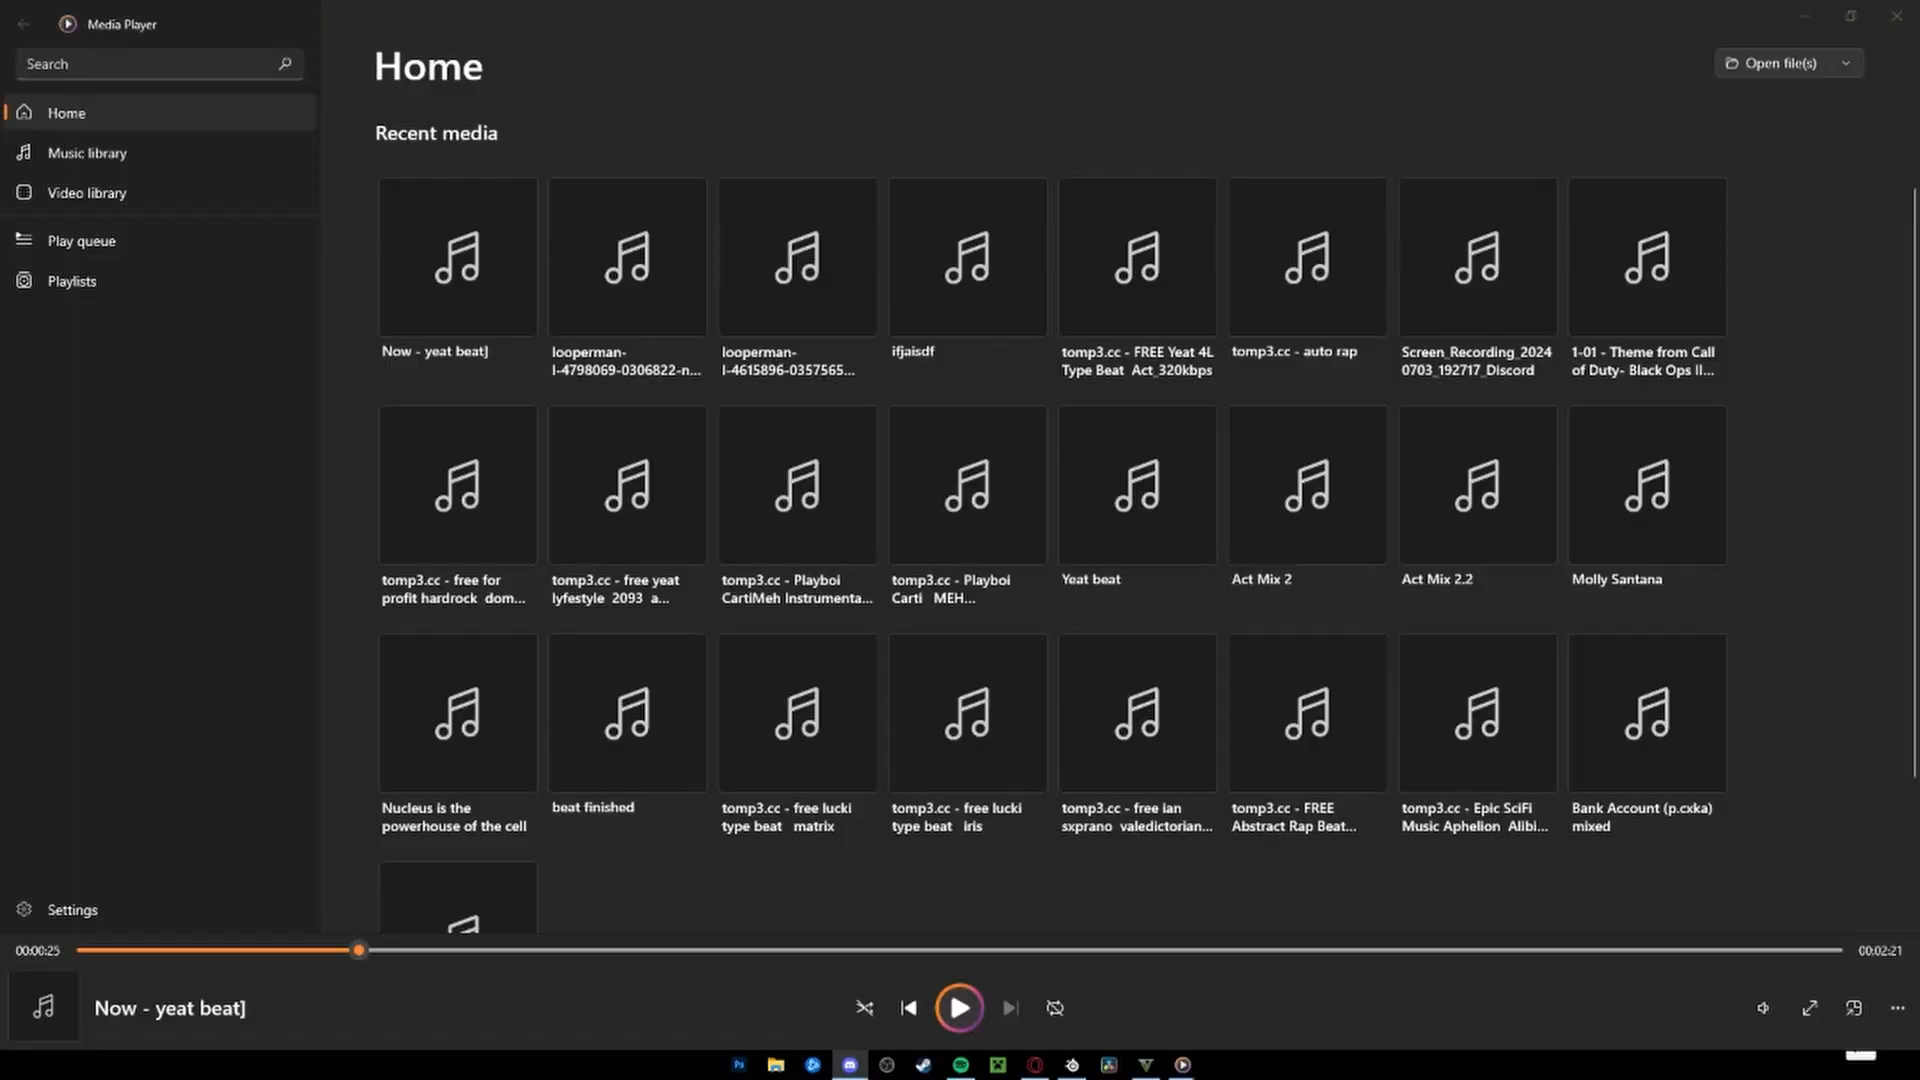 Media Player
Search
Home
Music library
Video library
Play queue
Playlists
Settings
Home
Open file(s)
Recent media
Now - yeat beat]
looperman-
l-4798069-0306822-n...
looperman-
l-4615896-0357565...
ifjaisdf
tomp3.cc - FREE Yeat 4L
Type Beat Act_320kbps
tomp3.cc - auto rap
Screen_Recording_2024
0703_192717_Discord
1-01 - Theme from Call
of Duty- Black Ops II...
tomp3.cc - free for
profit hardrock dom...
tomp3.cc - free yeat
lyfestyle 2093 a...
tomp3.cc - Playboi
CartiMeh Instrumenta...
tomp3.cc - Playboi
Carti MEH...
Yeat beat
Act Mix 2
Act Mix 2.2
Molly Santana
Nucleus is the
powerhouse of the cell
beat finished
tomp3.cc - free lucki
type beat matrix
tomp3.cc - free lucki
type beat iris
tomp3.cc - free ian
sxprano valedictorian...
tomp3.cc - FREE
Abstract Rap Beat...
tomp3.cc - Epic SciFi
Music Aphelion Alibi...
Bank Account (p.cxka)
mixed
00:00:25
00:02:21
Now - yeat beat]
Ps